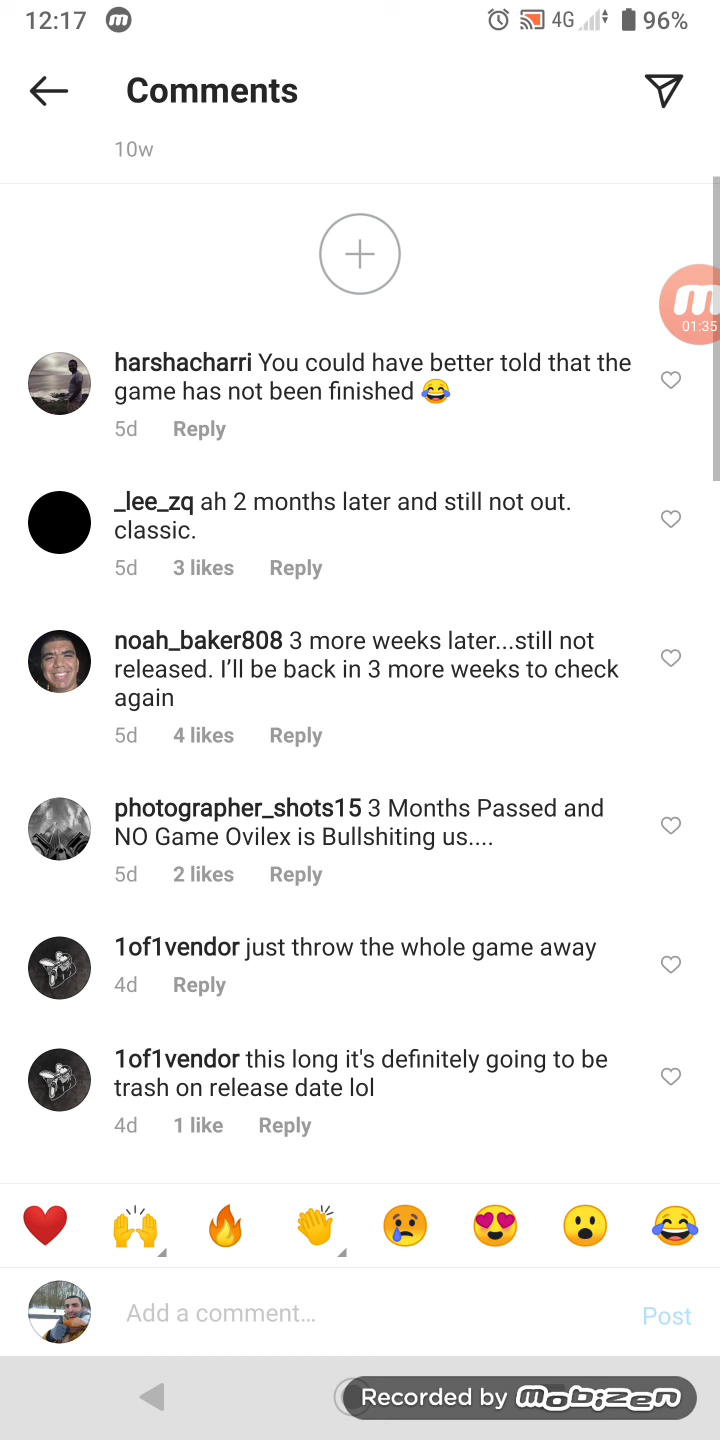 12:17 m 4G 96%
Comments
10w
m
01:35
harshacharri You could have better told that the
game has not been finished 😂
5d Reply
_lee_zq ah 2 months later and still not out.
classic.
5d 3 likes Reply
noah_baker808 3 more weeks later...still not
released. I’ll be back in 3 more weeks to check
again
5d 4 likes Reply
photographer_shots15 3 Months Passed and
NO Game Ovilex is Bullshiting us....
5d 2 likes Reply
1of1vendor just throw the whole game away
4d Reply
1of1vendor this long it's definitely going to be
trash on release date lol
4d 1 like Reply
Add a comment... Post
Recorded by mobizen